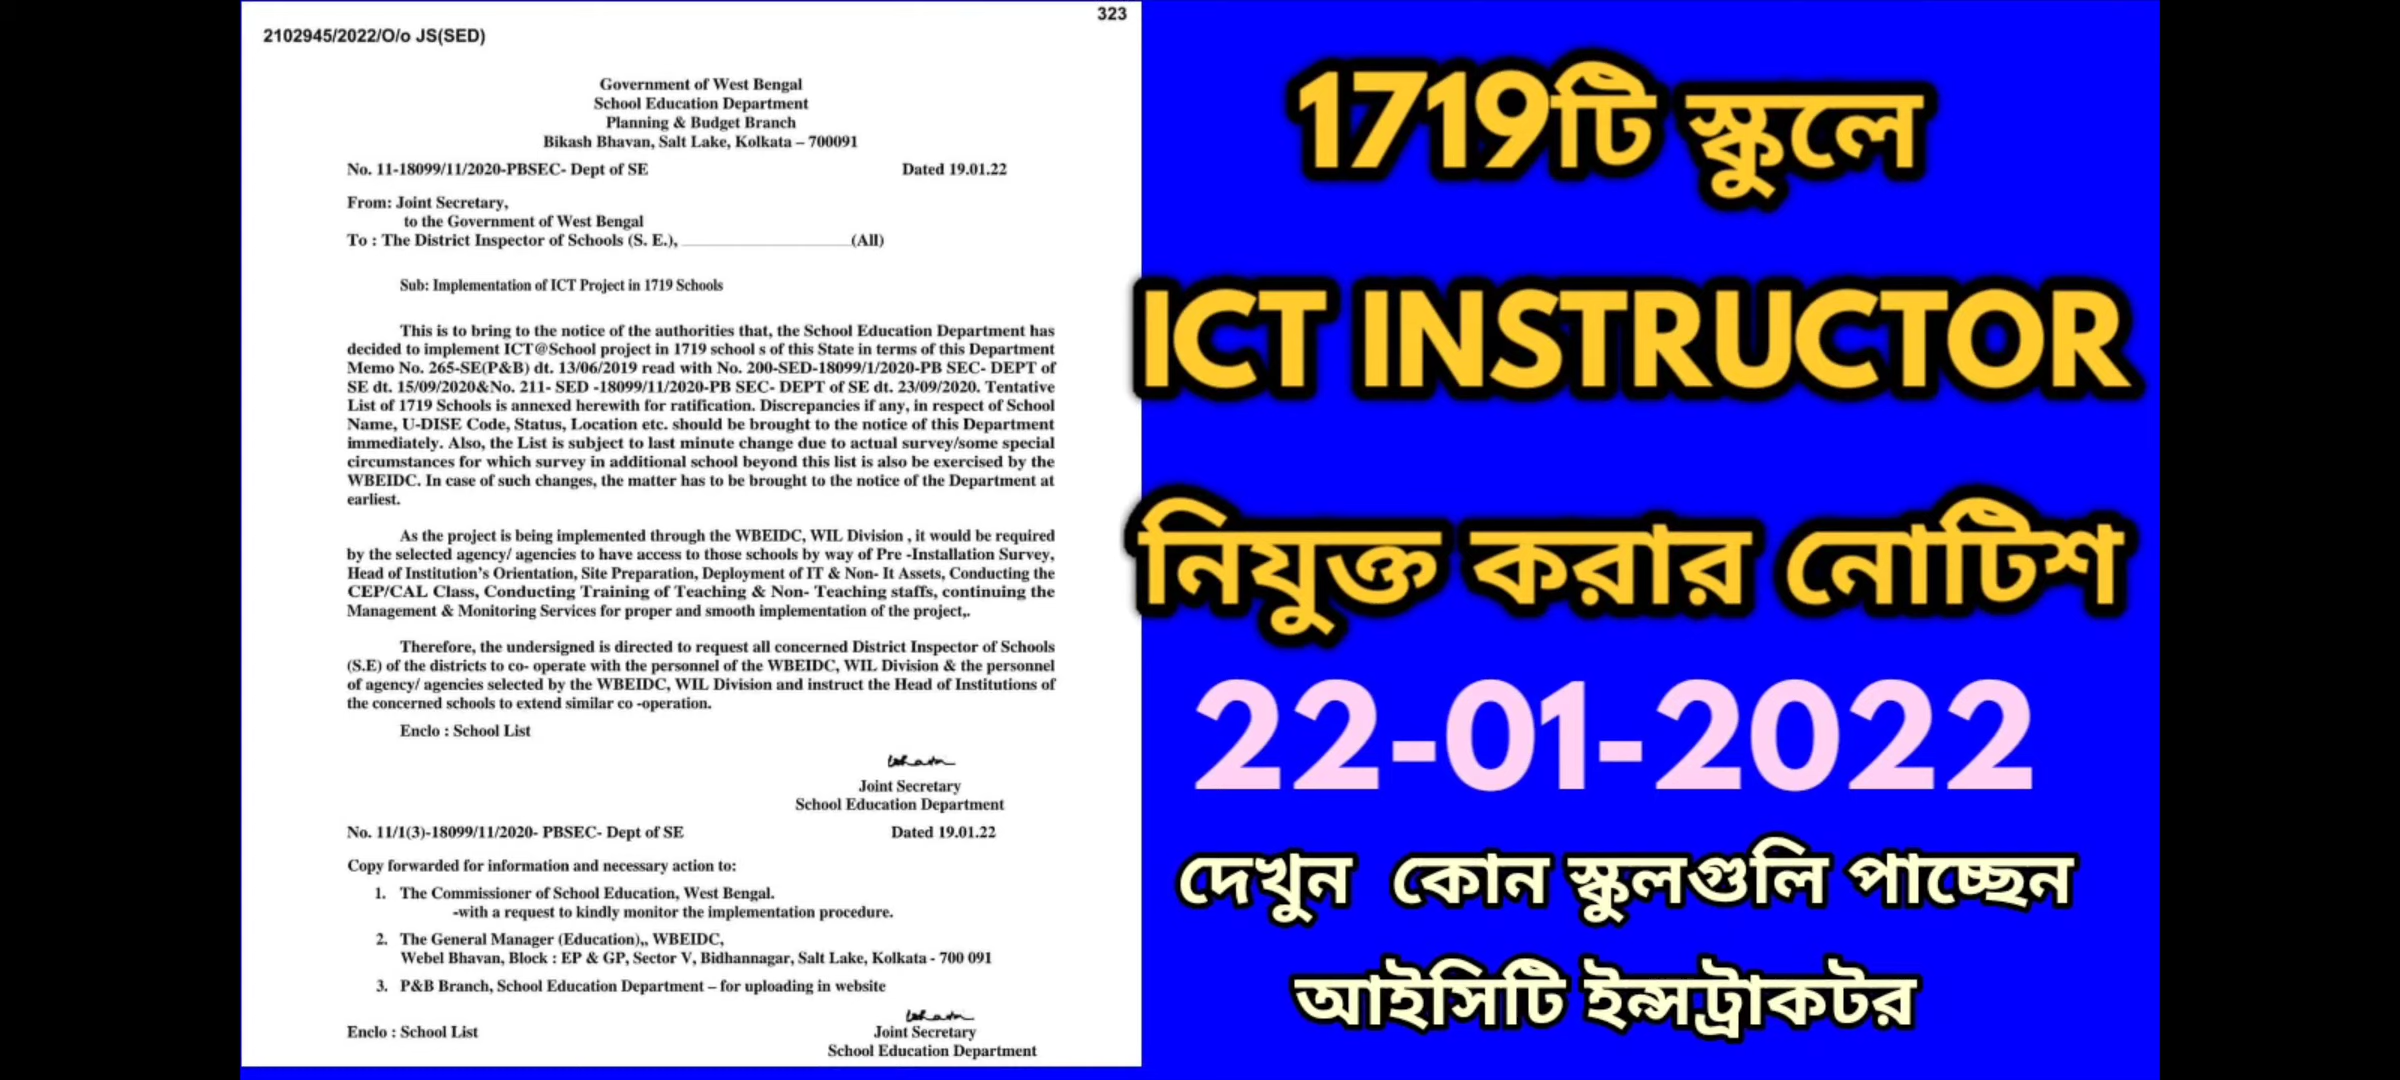 323
2102945/2022/O/o JS(SED)
Government of West Bengal
School Education Department
Planning & Budget Branch
Bikash Bhavan, Salt Lake, Kolkata – 700091
No. 11-18099/11/2020-PBSEC- Dept of SE Dated 19.01.22
From: Joint Secretary,
to the Government of West Bengal
To : The District Inspector of Schools (S. E.), (All)
Sub: Implementation of ICT Project in 1719 Schools
This is to bring to the notice of the authorities that, the School Education Department has
decided to implement ICT@School project in 1719 school s of this State in terms of this Department
Memo No. 265-SE(P&B) dt. 13/06/2019 read with No. 200-SED-18099/1/2020-PB SEC- DEPT of
SE dt. 15/09/2020&No. 211- SED -18099/11/2020-PB SEC- DEPT of SE dt. 23/09/2020. Tentative
List of 1719 Schools is annexed herewith for ratification. Discrepancies if any, in respect of School
Name, U-DISE Code, Status, Location etc. should be brought to the notice of this Department
immediately. Also, the List is subject to last minute change due to actual survey/some special
circumstances for which survey in additional school beyond this list is also be exercised by the
WBEIDC. In case of such changes, the matter has to be brought to the notice of the Department at
earliest.
As the project is being implemented through the WBEIDC, WIL Division , it would be required
by the selected agency/ agencies to have access to those schools by way of Pre -Installation Survey,
Head of Institution's Orientation, Site Preparation, Deployment of IT & Non- It Assets, Conducting the
CEP/CAL Class, Conducting Training of Teaching & Non- Teaching staffs, continuing the
Management & Monitoring Services for proper and smooth implementation of the project,.
Therefore, the undersigned is directed to request all concerned District Inspector of Schools
(S.E) of the districts to co- operate with the personnel of the WBEIDC, WIL Division & the personnel
of agency/ agencies selected by the WBEIDC, WIL Division and instruct the Head of Institutions of
the concerned schools to extend similar co -operation.
Enclo : School List
Joint Secretary
School Education Department
No. 11/1(3)-18099/11/2020- PBSEC- Dept of SE Dated 19.01.22
Copy forwarded for information and necessary action to:
1. The Commissioner of School Education, West Bengal.
-with a request to kindly monitor the implementation procedure.
2. The General Manager (Education),, WBEIDC,
Webel Bhavan, Block : EP & GP, Sector V, Bidhannagar, Salt Lake, Kolkata - 700 091
3. P&B Branch, School Education Department – for uploading in website
Joint Secretary
Enclo : School List
School Education Department
1719টি স্কুলে
ICT INSTRUCTOR
নিযুক্ত করার নোটিশ
22-01-2022
দেখুন কোন স্কুলগুলি পাচ্ছেন
আইসিটি ইন্সট্রাকটর